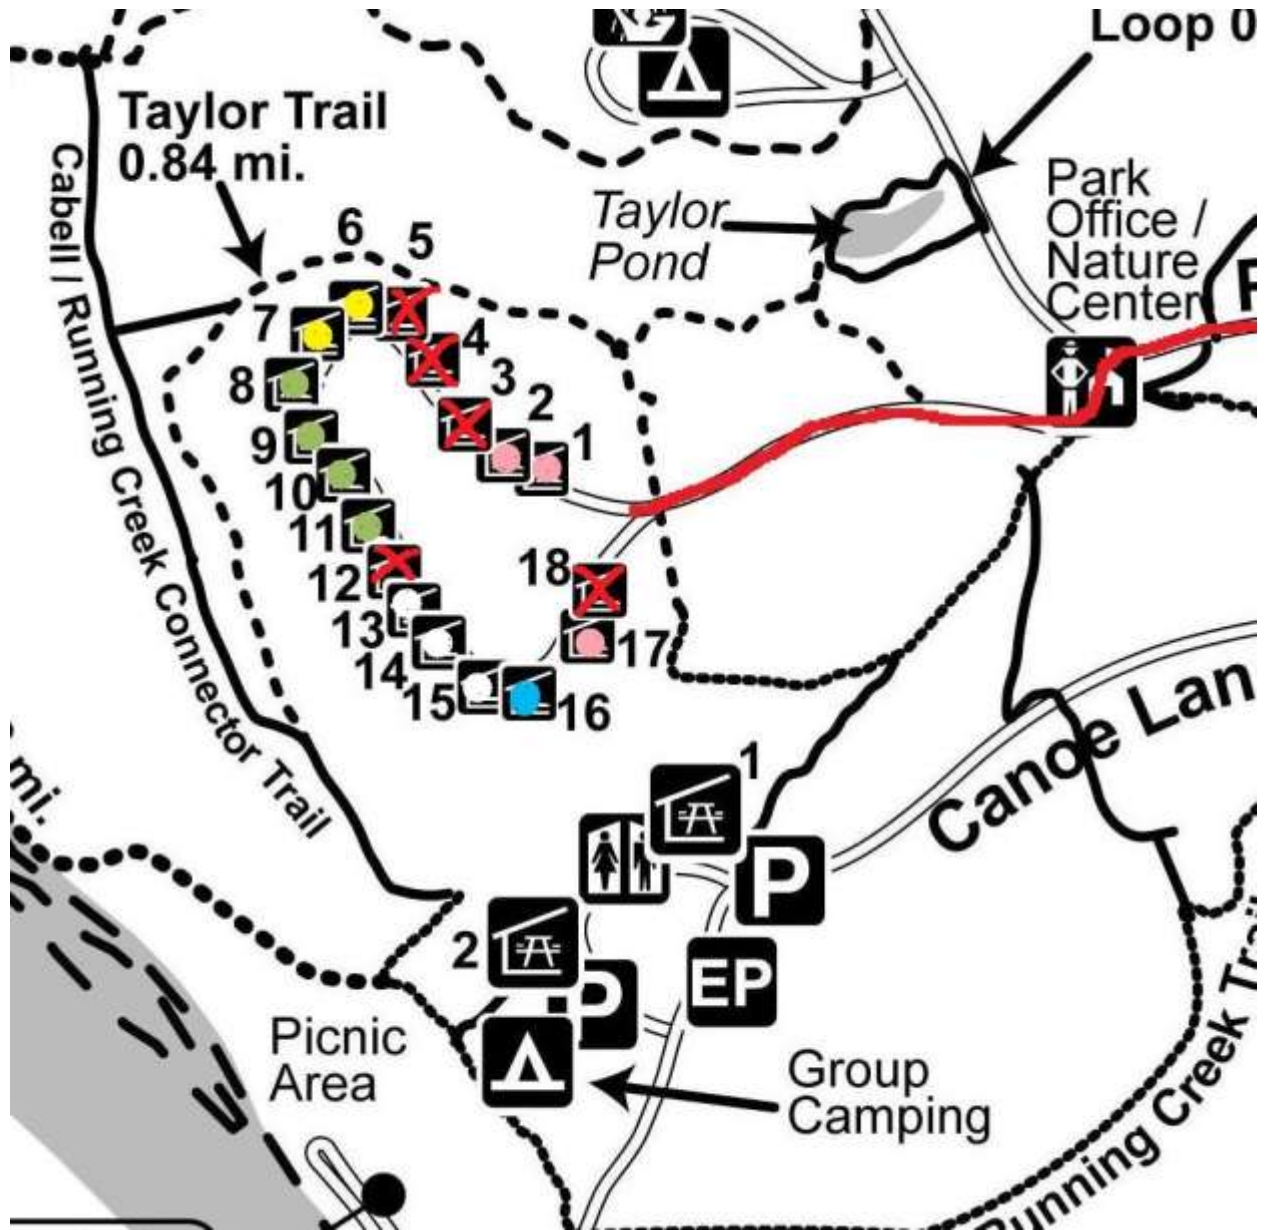 Loop 0
Taylor Trail
0.84 mi.
Cabell / Running Creek Connector Trail
Taylor
Pond
Park
Office /
Nature
Center
6
5
7
4
8
3
2
9
1
10
11
12
18
13
17
14
15
16
mi.
1
Canoe Lan
P
2
EP
P
Picnic
Area
Group
Camping
Running Creek Trail